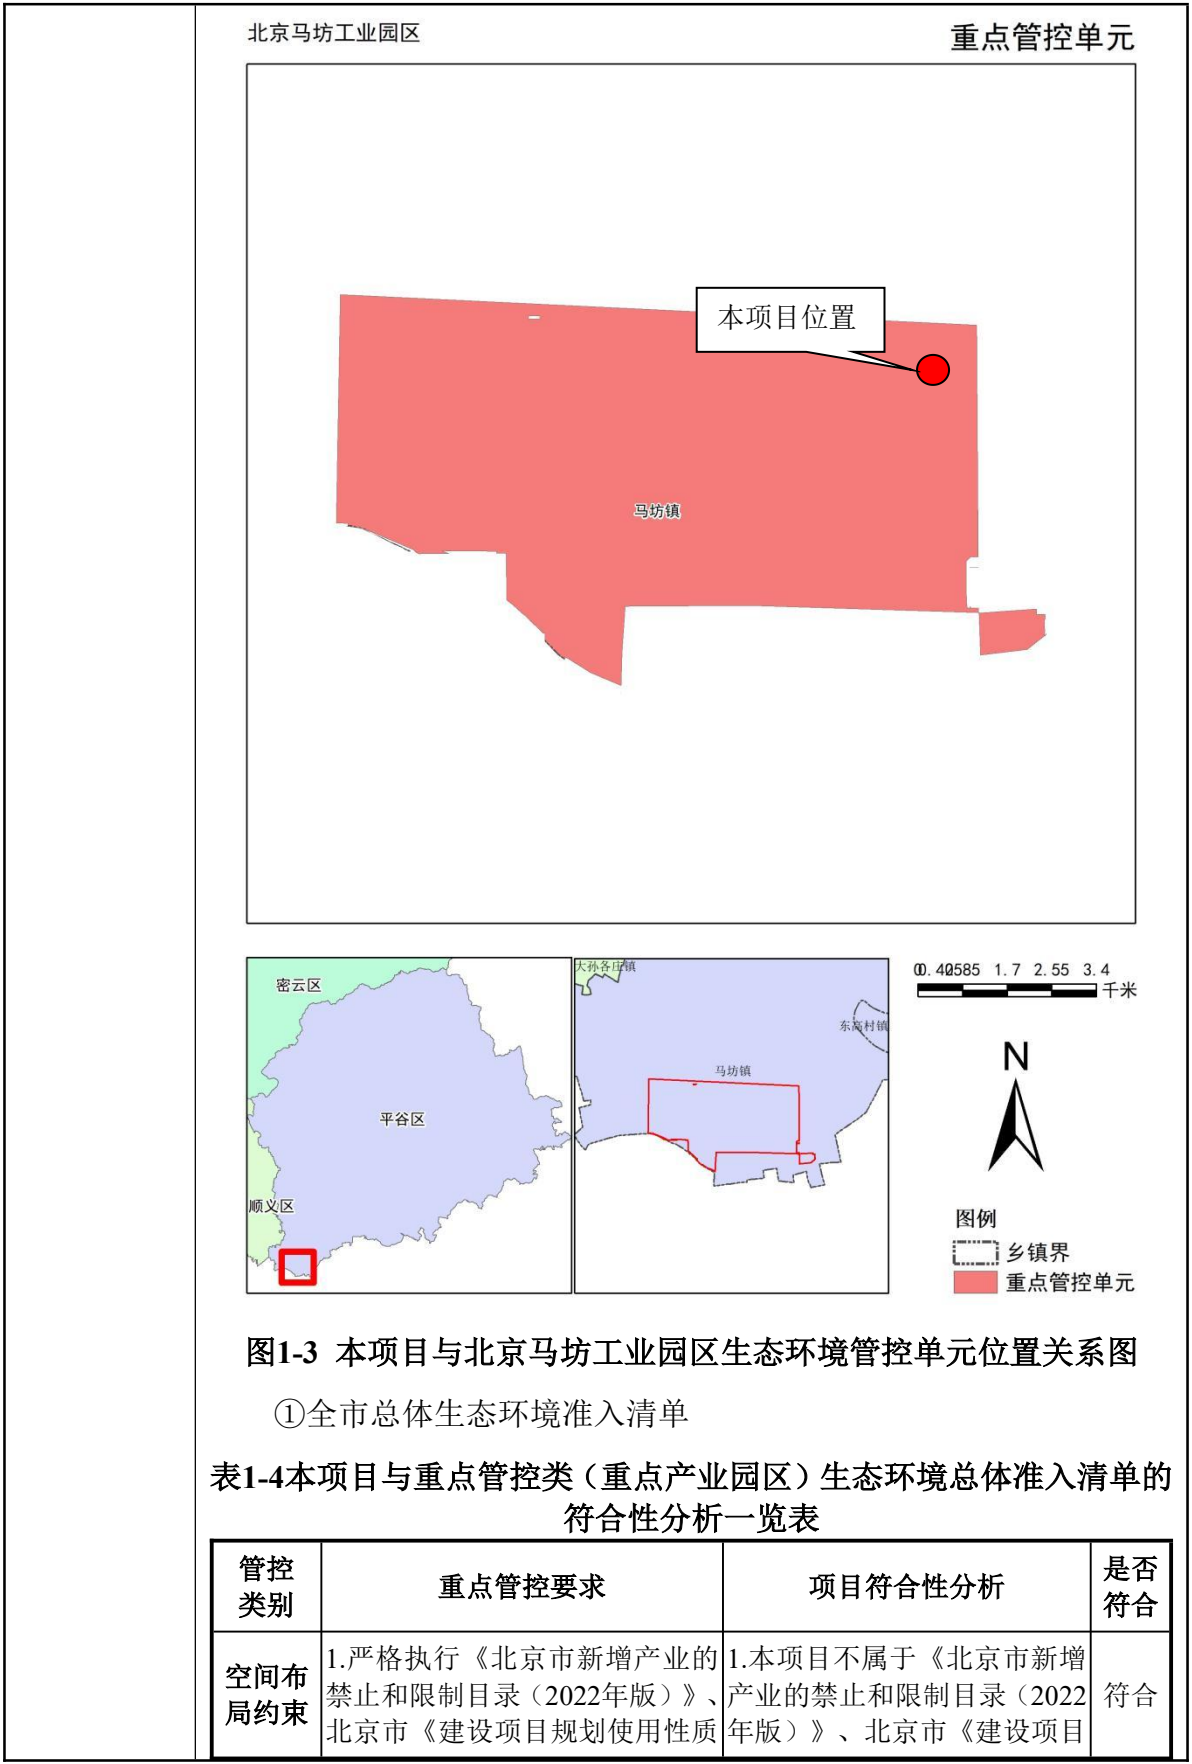 北京马坊工业园区
重点管控单元
本项目位置
马坊镇
密云区
平谷区
顺义区
大孙各庄镇
东高村镇
马坊镇
0 0.425 0.85 1.7 2.55 3.4
千米
N
图例
乡镇界
重点管控单元
图1-3 本项目与北京马坊工业园区生态环境管控单元位置关系图
①全市总体生态环境准入清单
表1-4本项目与重点管控类（重点产业园区）生态环境总体准入清单的
符合性分析一览表
管控
类别
重点管控要求
项目符合性分析
是否
符合
空间布
局约束
1.严格执行《北京市新增产业的
禁止和限制目录（2022年版）》、
北京市《建设项目规划使用性质
1.本项目不属于《北京市新增
产业的禁止和限制目录（2022
年版）》、北京市《建设项目
符合